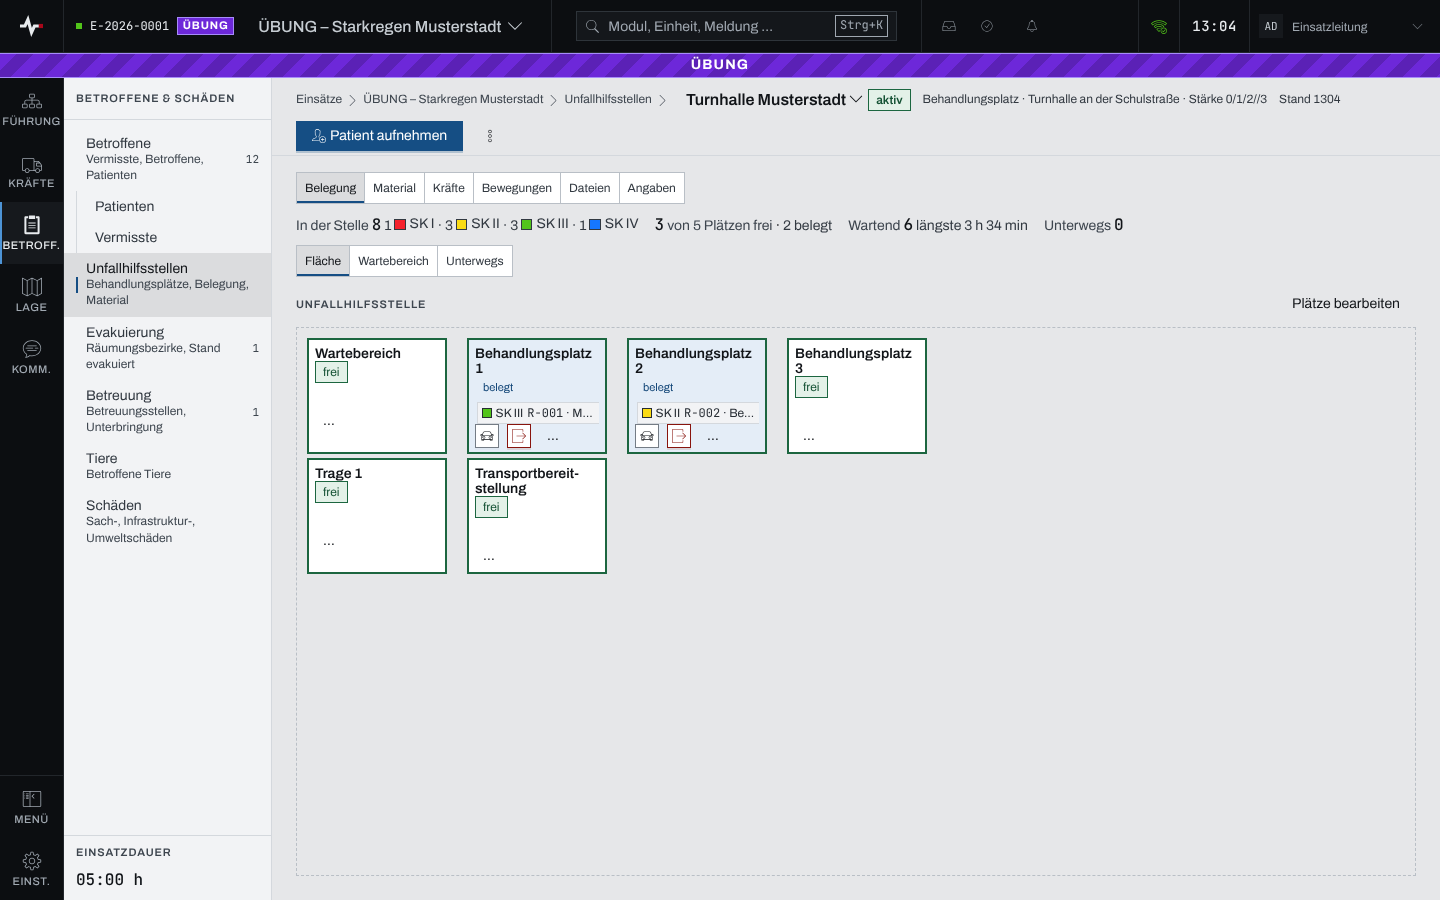 E-2026-0001 ÜBUNG ÜBUNG – Starkregen Musterstadt Modul, Einheit, Meldung ... Strg+K 13:04 AD Einsatzleitung
ÜBUNG
FÜHRUNG
KRÄFTE
BETROFF.
LAGE
KOMM.
MENÜ
EINST.
BETROFFENE & SCHÄDEN
Betroffene
Vermisste, Betroffene, 12
Patienten
Patienten
Vermisste
Unfallhilfsstellen
Behandlungsplätze, Belegung,
Material
Evakuierung
Räumungsbezirke, Stand 1
evakuiert
Betreuung
Betreuungsstellen, 1
Unterbringung
Tiere
Betroffene Tiere
Schäden
Sach-, Infrastruktur-,
Umweltschäden
EINSATZDAUER
05:00 h
Einsätze ÜBUNG – Starkregen Musterstadt Unfallhilfsstellen Turnhalle Musterstadt aktiv Behandlungsplatz · Turnhalle an der Schulstraße · Stärke 0/1/2//3 Stand 1304
Patient aufnehmen
Belegung Material Kräfte Bewegungen Dateien Angaben
In der Stelle 8 1 SK I · 3 SK II · 3 SK III · 1 SK IV 3 von 5 Plätzen frei · 2 belegt Wartend 6 längste 3 h 34 min Unterwegs 0
Fläche Wartebereich Unterwegs
UNFALLHILFSSTELLE Plätze bearbeiten
Wartebereich
frei
...
Behandlungsplatz
1
belegt
SK III R-001 · M...
...
Behandlungsplatz
2
belegt
SK II R-002 · Be...
...
Behandlungsplatz
3
frei
...
Trage 1
frei
...
Transportbereit-
stellung
frei
...